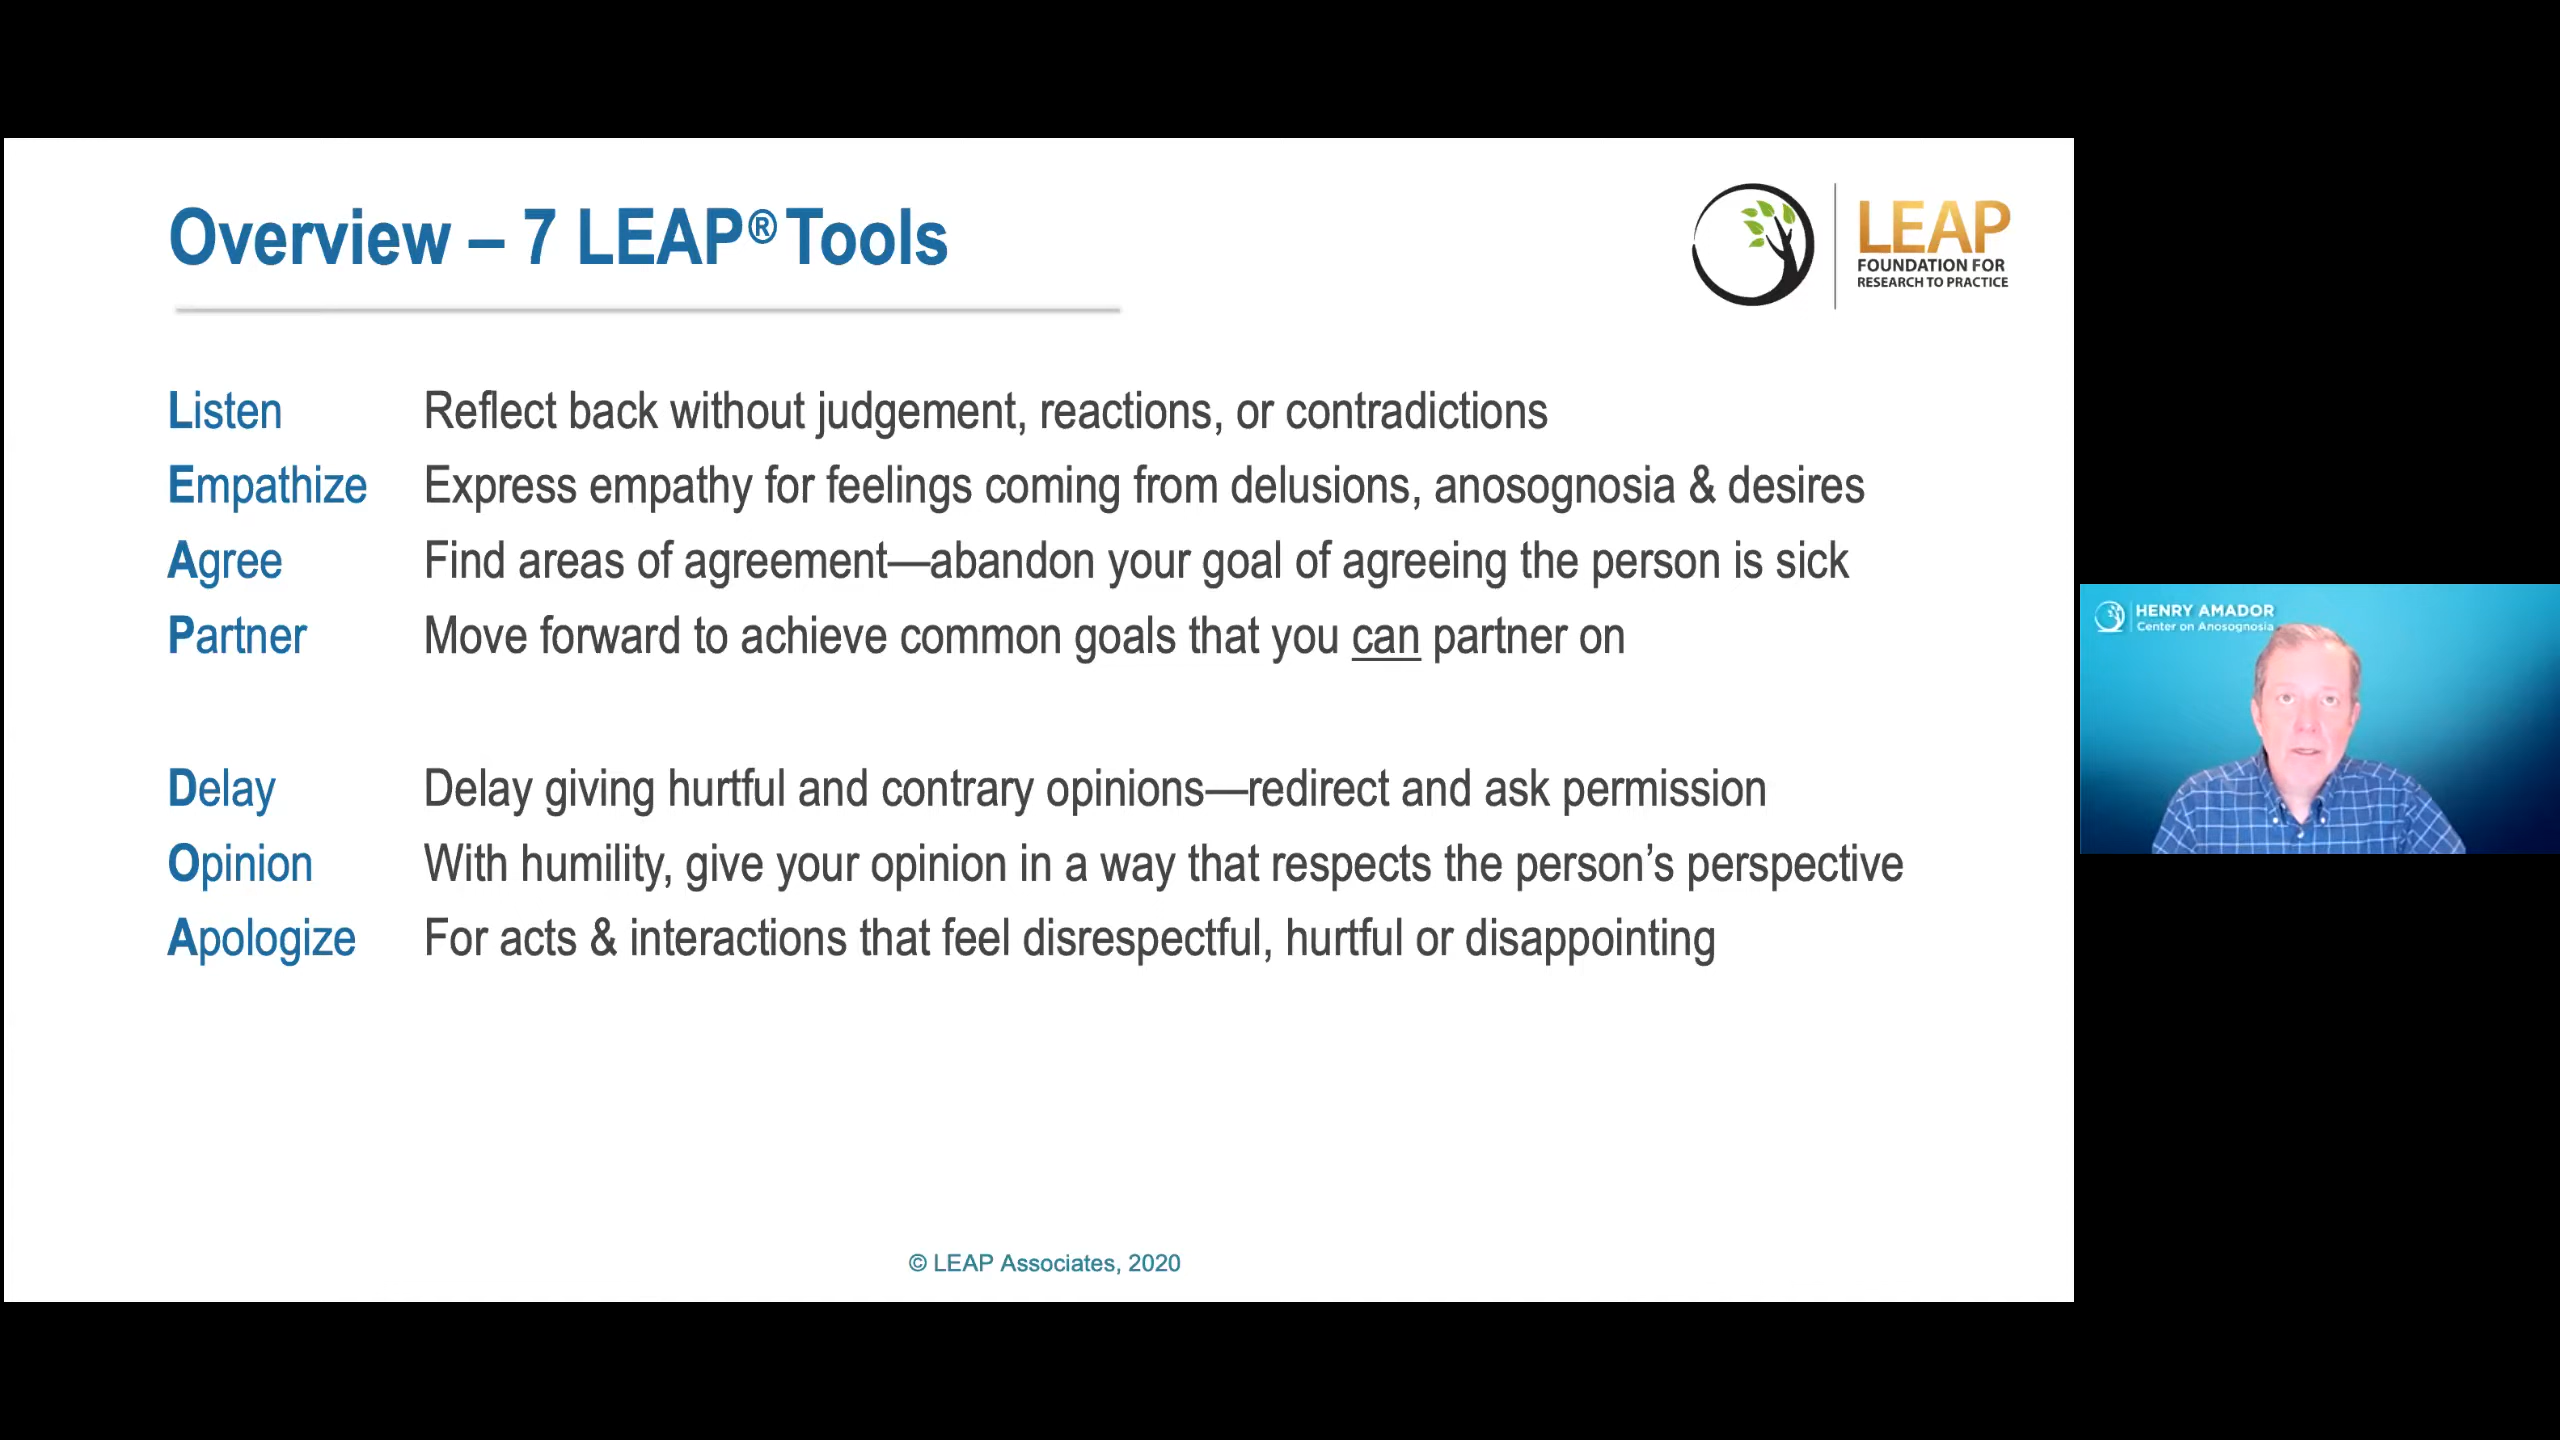 Overview – 7 LEAP® Tools
LEAP
FOUNDATION FOR
RESEARCH TO PRACTICE
Listen Reflect back without judgement, reactions, or contradictions
Empathize Express empathy for feelings coming from delusions, anosognosia & desires
Agree Find areas of agreement—abandon your goal of agreeing the person is sick
Partner Move forward to achieve common goals that you can partner on
Delay Delay giving hurtful and contrary opinions—redirect and ask permission
Opinion With humility, give your opinion in a way that respects the person’s perspective
Apologize For acts & interactions that feel disrespectful, hurtful or disappointing
© LEAP Associates, 2020
HENRY AMADOR
Center on Anosognosia